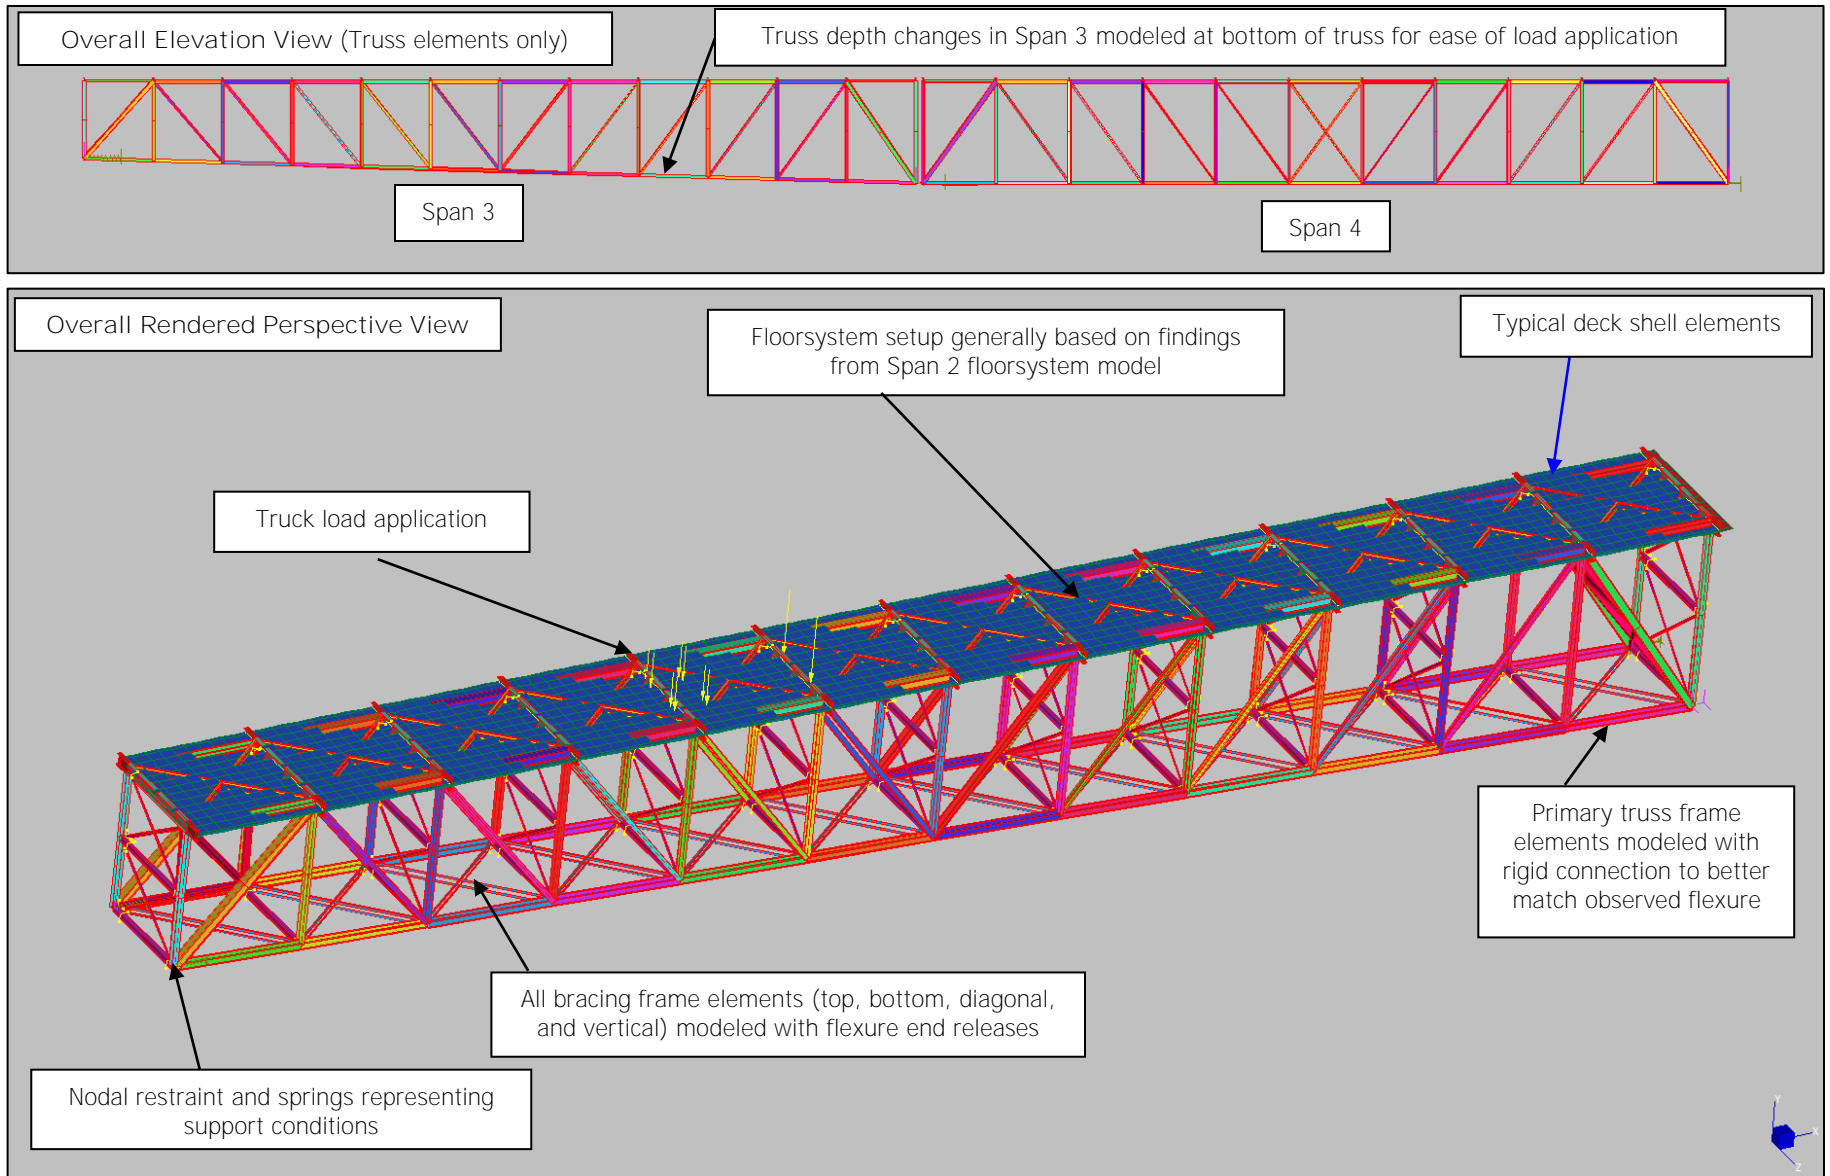 Overall Elevation View (Truss elements only)
Truss depth changes in Span 3 modeled at bottom of truss for ease of load application
Span 3
Span 4
Overall Rendered Perspective View
Floorsystem setup generally based on findings
from Span 2 floorsystem model
Typical deck shell elements
Truck load application
Primary truss frame
elements modeled with
rigid connection to better
match observed flexure
All bracing frame elements (top, bottom, diagonal,
and vertical) modeled with flexure end releases
Nodal restraint and springs representing
support conditions
Y
X
Z